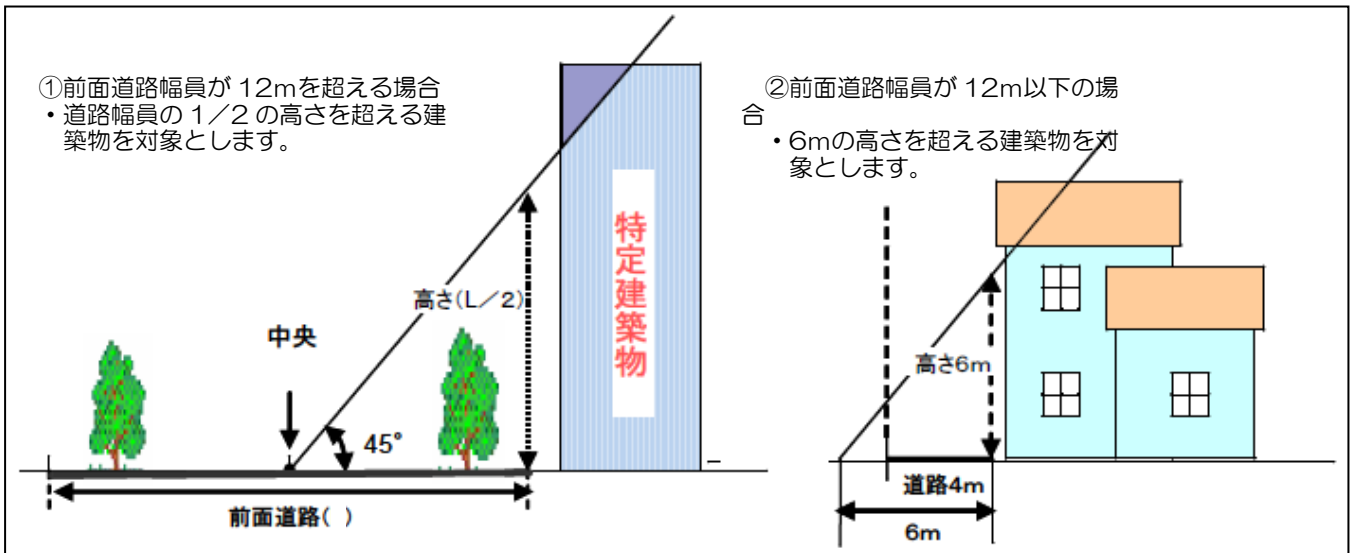 ①前面道路幅員が 12mを超える場合
・道路幅員の 1/2 の高さを超える建
築物を対象とします。
特定建築物
高さ(L/2)
中央
45°
前面道路( )
②前面道路幅員が 12m以下の場
合
・6mの高さを超える建築物を対
象とします。
高さ6m
道路4m
6m